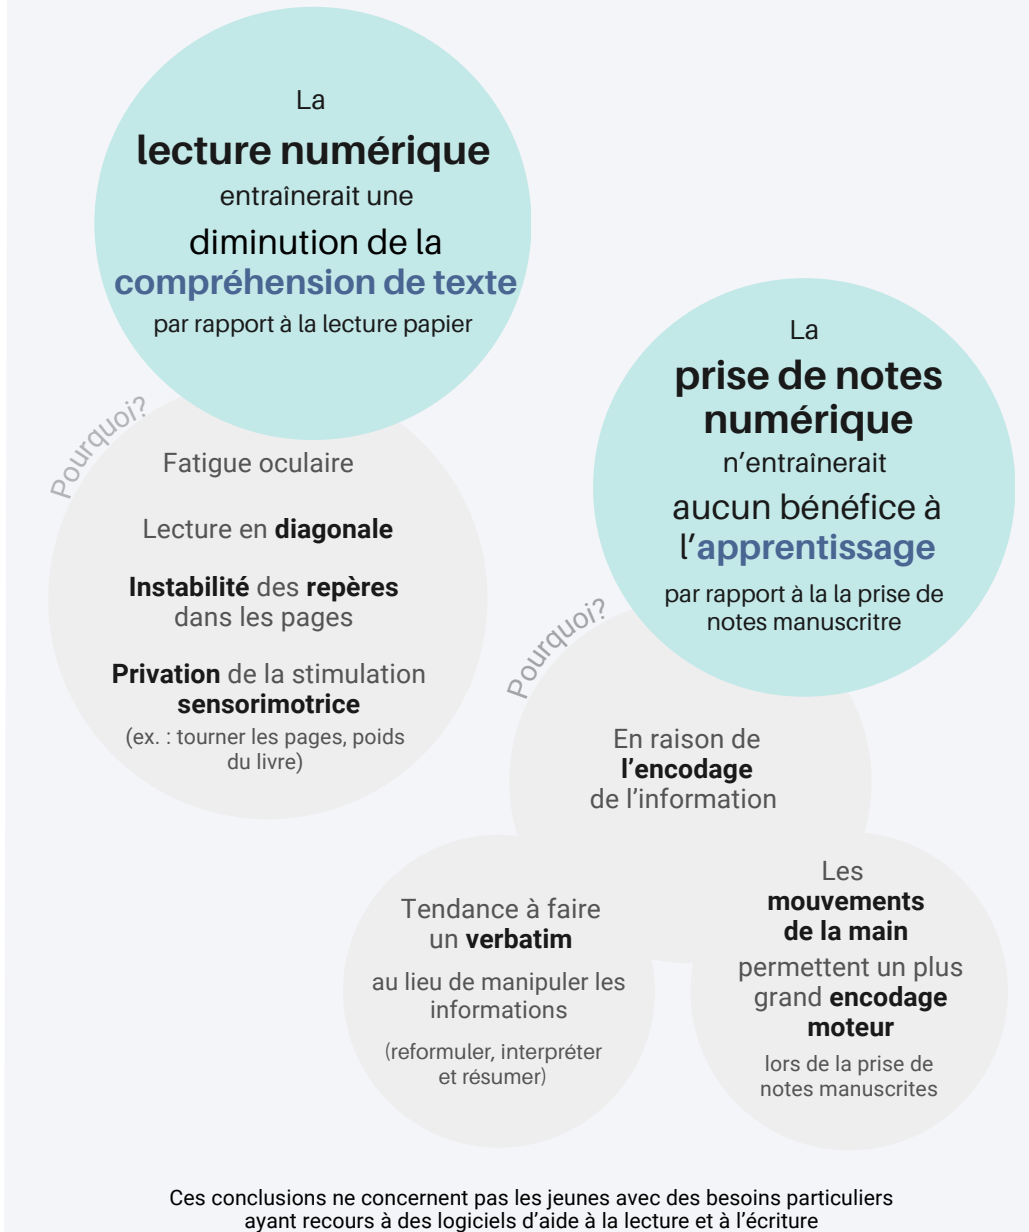 La
lecture numérique
entraînerait une
diminution de la
compréhension de texte
par rapport à la lecture papier
Pourquoi?
Fatigue oculaire
Lecture en diagonale
Instabilité des repères
dans les pages
Privation de la stimulation
sensorimotrice
(ex. : tourner les pages, poids
du livre)
La
prise de notes
numérique
n’entraînerait
aucun bénéfice à
l’apprentissage
par rapport à la la prise de
notes manuscritre
Pourquoi?
En raison de
l’encodage
de l’information
Tendance à faire
un verbatim
au lieu de manipuler les
informations
(reformuler, interpréter
et résumer)
Les
mouvements
de la main
permettent un plus
grand encodage
moteur
lors de la prise de
notes manuscrites
Ces conclusions ne concernent pas les jeunes avec des besoins particuliers
ayant recours à des logiciels d’aide à la lecture et à l’écriture